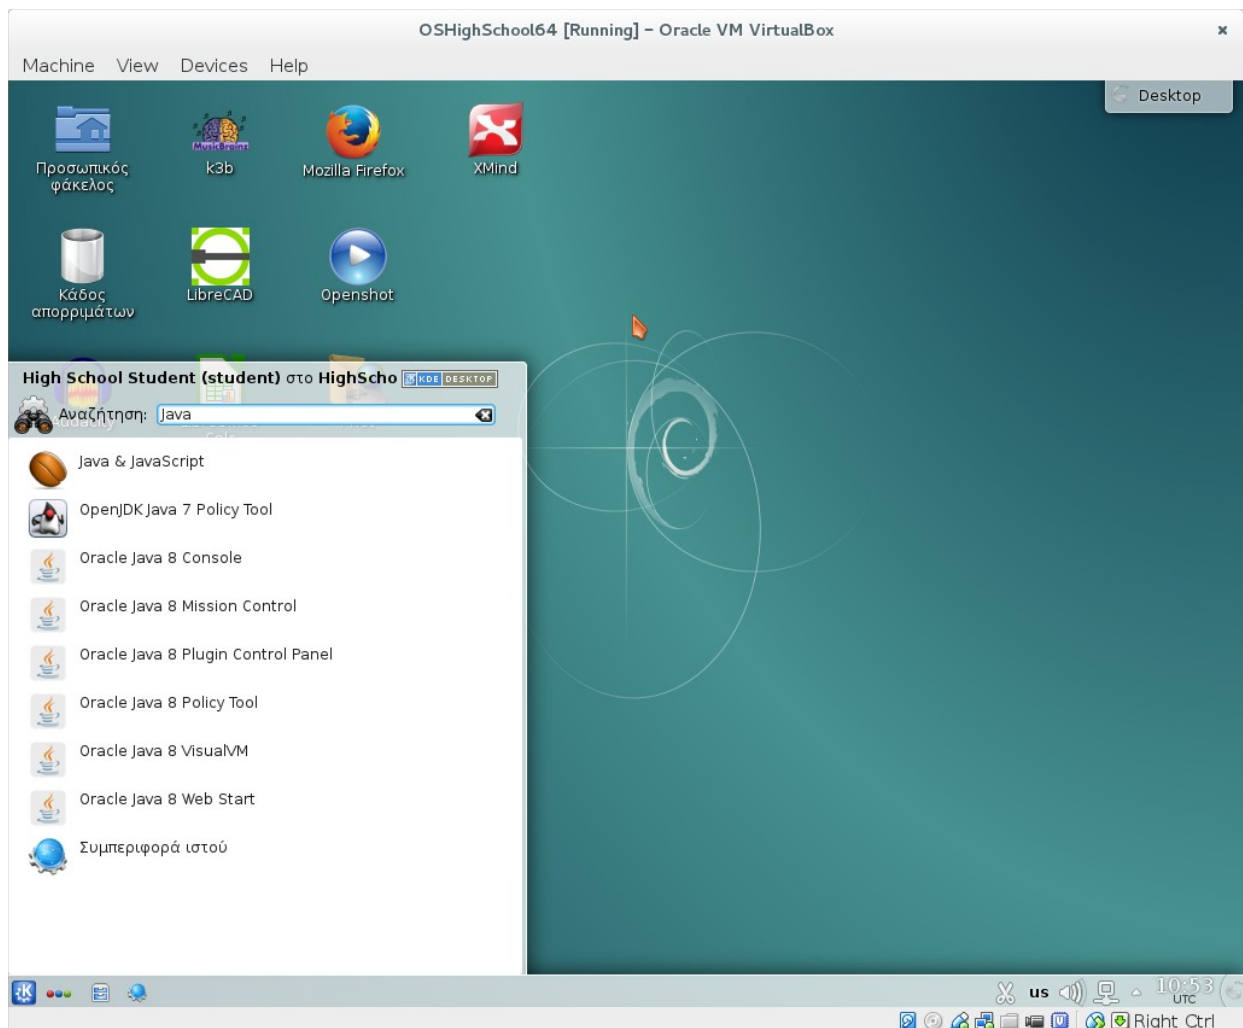 OSHighSchool64 [Running] – Oracle VM VirtualBox
Machine View Devices Help
Desktop
Προσωπικός
φάκελος
MusicBrainz
k3b
Mozilla Firefox
XMind
Κάδος
απορριμάτων
LibreCAD
Openshot
High School Student (student) στο HighScho KDE DESKTOP
Αναζήτηση: Java
Java & JavaScript
OpenJDK Java 7 Policy Tool
Oracle Java 8 Console
Oracle Java 8 Mission Control
Oracle Java 8 Plugin Control Panel
Oracle Java 8 Policy Tool
Oracle Java 8 VisualVM
Oracle Java 8 Web Start
Συμπεριφορά ιστού
us
10:53
UTC
Right Ctrl